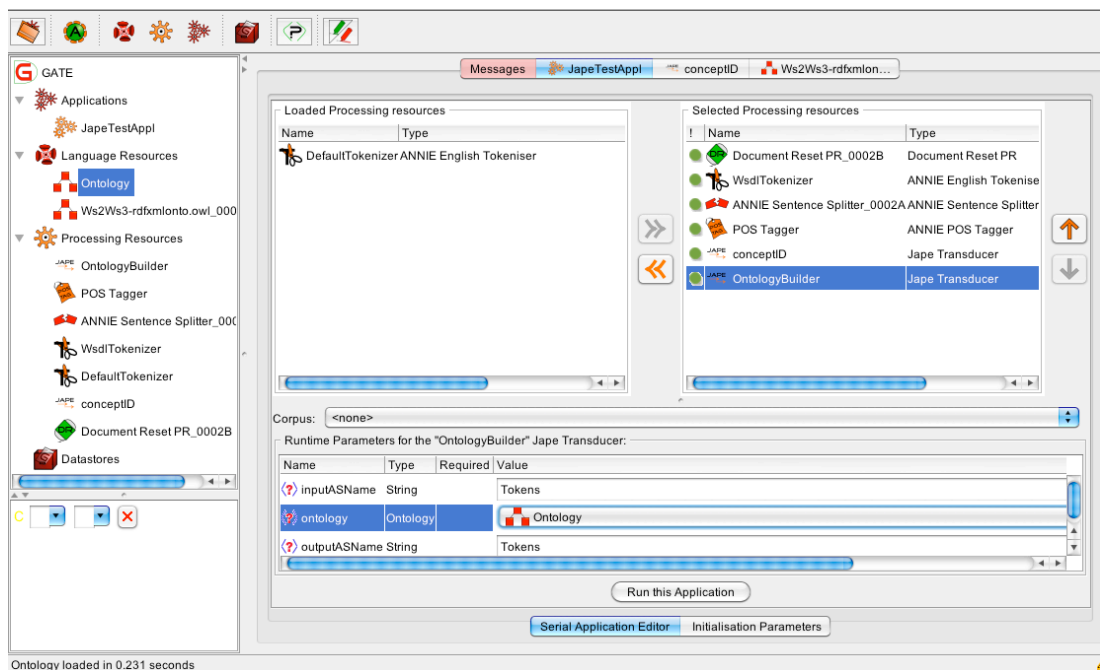 GATE
Applications
JapeTestAppl
Language Resources
Ontology
Ws2Ws3-rdfxmlonto.owl_000
Processing Resources
OntologyBuilder
POS Tagger
ANNIE Sentence Splitter_000
WsdlTokenizer
DefaultTokenizer
conceptID
Document Reset PR_0002B
Datastores
C
Messages JapeTestAppl conceptID Ws2Ws3-rdfxmlon...
Loaded Processing resources
Name Type
DefaultTokenizer ANNIE English Tokeniser
Selected Processing resources
! Name Type
Document Reset PR_0002B Document Reset PR
WsdlTokenizer ANNIE English Tokenise
ANNIE Sentence Splitter_0002A ANNIE Sentence Splitter
POS Tagger ANNIE POS Tagger
conceptID Jape Transducer
OntologyBuilder Jape Transducer
Corpus: <none>
Runtime Parameters for the "OntologyBuilder" Jape Transducer:
Name Type Required Value
inputASName String Tokens
ontology Ontology Ontology
outputASName String Tokens
Run this Application
Serial Application Editor Initialisation Parameters
Ontology loaded in 0.231 seconds